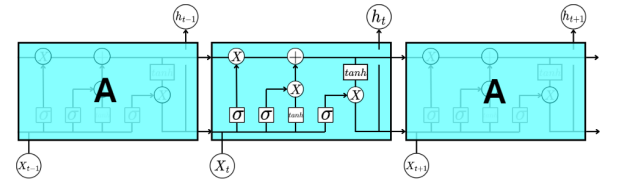 h_{t-1} h_t h_{t+1}
X +
A X A
tanh
X
σ σ tanh σ
X_{t-1} X_t X_{t+1}